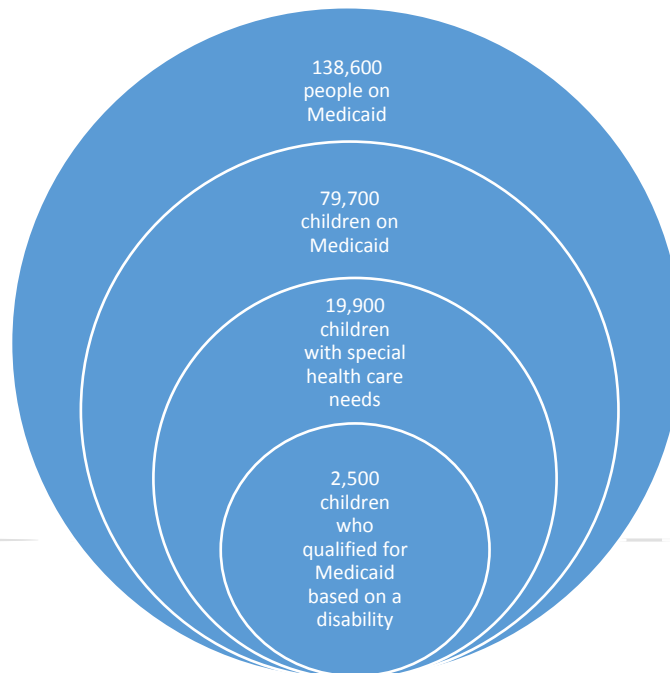 138,600
people on
Medicaid
79,700
children on
Medicaid
19,900
children
with special
health care
needs
2,500
children
who
qualified for
Medicaid
based on a
disability